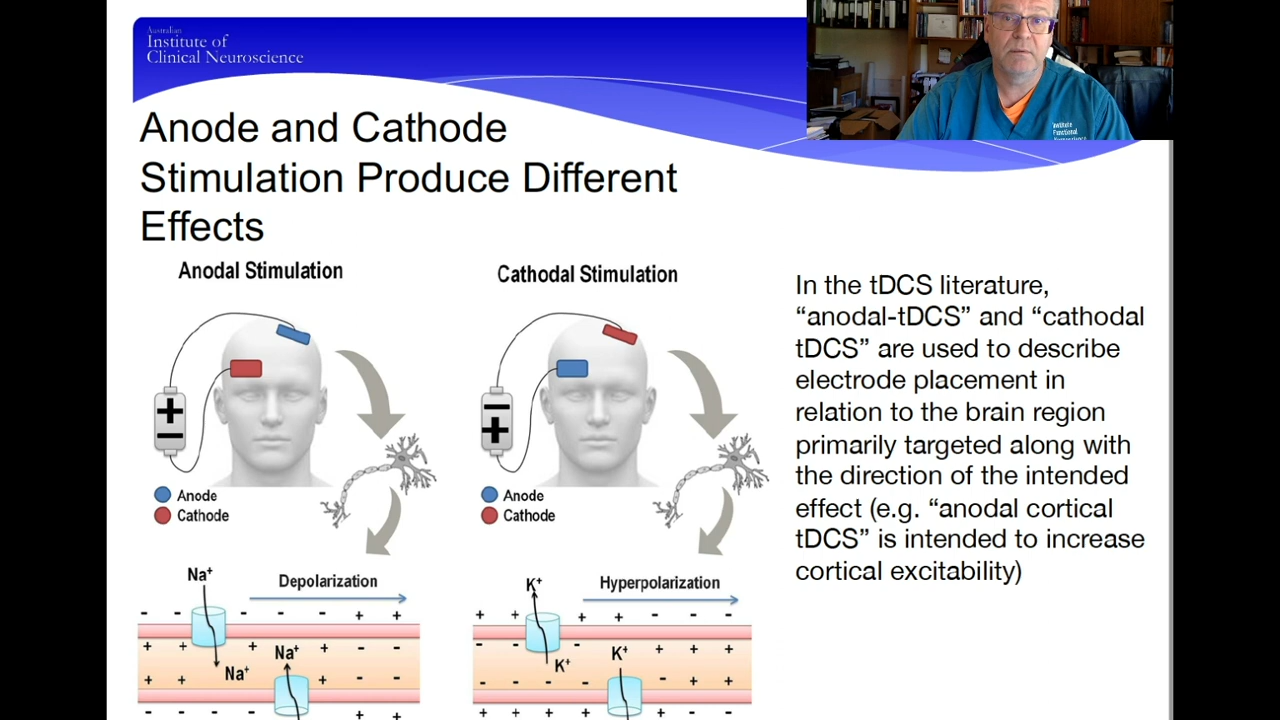 Australian
Institute of
Clinical Neuroscience
Institute
Functional
Neuroscience
Anode and Cathode
Stimulation Produce Different
Effects
Anodal Stimulation
+
−
Anode
Cathode
Na⁺
Depolarization
- - - - + +
+ + + + - -
Na⁺
Na⁺
+ + + - -
- - - - + +
Cathodal Stimulation
−
+
Anode
Cathode
K⁺
Hyperpolarization
+ + + + - - -
- - - + + +
K⁺
K⁺
- - - - - + +
+ + + + + - -
In the tDCS literature,
“anodal-tDCS” and “cathodal
tDCS” are used to describe
electrode placement in
relation to the brain region
primarily targeted along with
the direction of the intended
effect (e.g. “anodal cortical
tDCS” is intended to increase
cortical excitability)